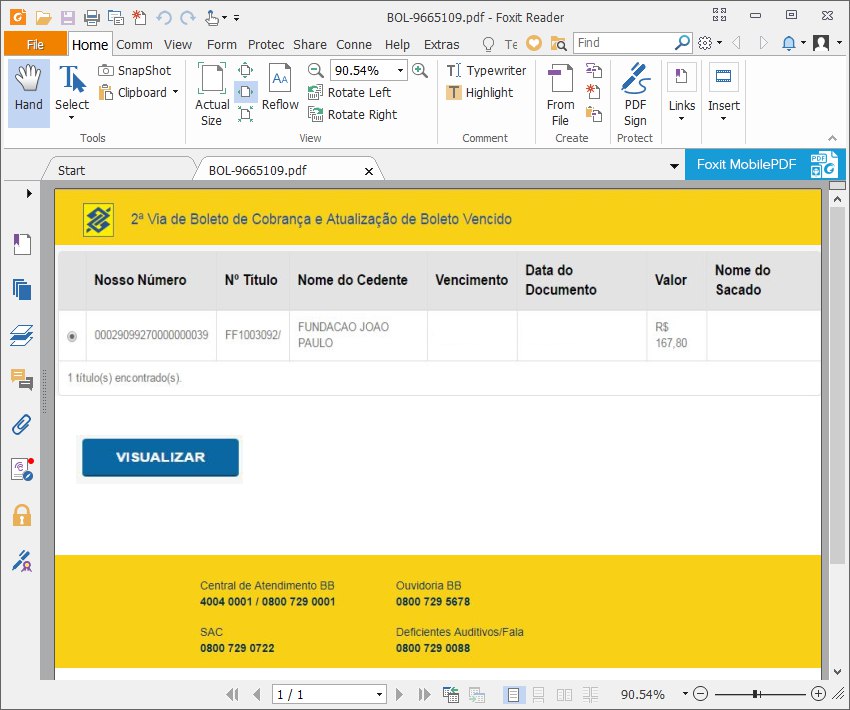 BOL-9665109.pdf - Foxit Reader
File Home Comm View Form Protec Share Conne Help Extras Te Find
Hand
Select
SnapShot
Clipboard
Actual Size
Reflow
90.54%
Rotate Left
Rotate Right
Typewriter
Highlight
From File
PDF Sign
Links
Insert
Tools View Comment Create Protect
Start BOL-9665109.pdf Foxit MobilePDF
2ª Via de Boleto de Cobrança e Atualização de Boleto Vencido
Nosso Número Nº Título Nome do Cedente Vencimento Data do Documento Valor Nome do Sacado
00029099270000000039 FF1003092/ FUNDACAO JOAO PAULO R$ 167,80
1 título(s) encontrado(s).
VISUALIZAR
Central de Atendimento BB
4004 0001 / 0800 729 0001
Ouvidoria BB
0800 729 5678
SAC
0800 729 0722
Deficientes Auditivos/Fala
0800 729 0088
1 / 1 90.54%